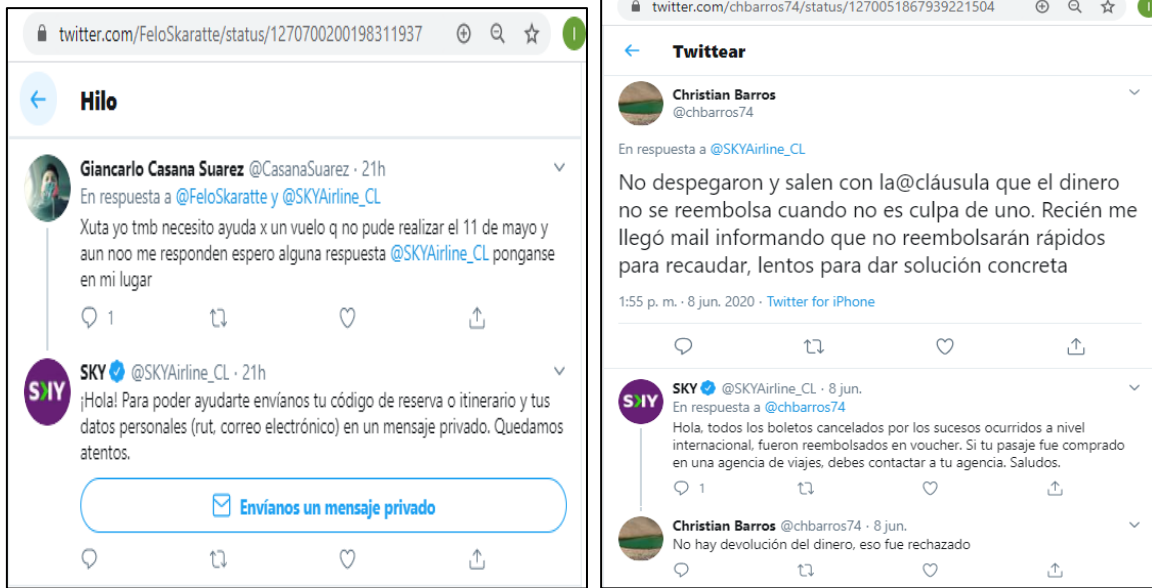 twitter.com/FeloSkaratte/status/1270700200198311937
I
Hilo
Giancarlo Casana Suarez @CasanaSuarez · 21h
En respuesta a @FeloSkaratte y @SKYAirline_CL
Xuta yo tmb necesito ayuda x un vuelo q no pude realizar el 11 de mayo y
aun noo me responden espero alguna respuesta @SKYAirline_CL ponganse
en mi lugar
1
SKY
SKY @SKYAirline_CL · 21h
¡Hola! Para poder ayudarte envíanos tu código de reserva o itinerario y tus
datos personales (rut, correo electrónico) en un mensaje privado. Quedamos
atentos.
Envíanos un mensaje privado
twitter.com/chbarros74/status/1270051867939221504
I
Twittear
Christian Barros
@chbarros74
En respuesta a @SKYAirline_CL
No despegaron y salen con la@cláusula que el dinero
no se reembolsa cuando no es culpa de uno. Recién me
llegó mail informando que no reembolsarán rápidos
para recaudar, lentos para dar solución concreta
1:55 p. m. · 8 jun. 2020 · Twitter for iPhone
SKY
SKY @SKYAirline_CL · 8 jun.
En respuesta a @chbarros74
Hola, todos los boletos cancelados por los sucesos ocurridos a nivel
internacional, fueron reembolsados en voucher. Si tu pasaje fue comprado
en una agencia de viajes, debes contactar a tu agencia. Saludos.
1
Christian Barros @chbarros74 · 8 jun.
No hay devolución del dinero, eso fue rechazado